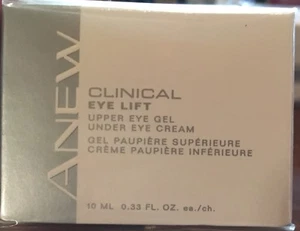 ANEW
CLINICAL
EYE LIFT
UPPER EYE GEL
UNDER EYE CREAM
GEL PAUPIÈRE SUPÉRIEURE
CRÈME PAUPIÈRE INFÉRIEURE
10 ML 0.33 FL. OZ. ea./ch.